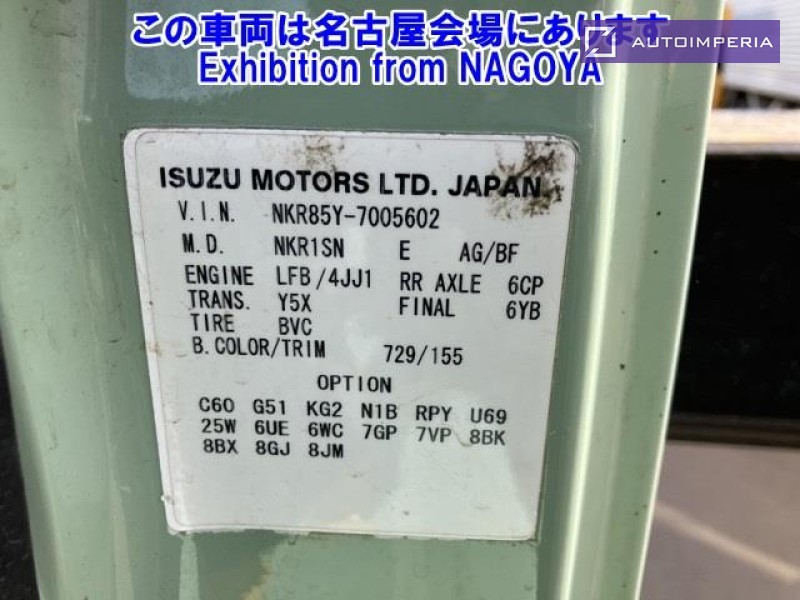 この車両は名古屋会場にあります
AUTOIMPERIA
Exhibition from NAGOYA
ISUZU MOTORS LTD. JAPAN
V.I.N. NKR85Y-7005602
M.D. NKR1SN E AG/BF
ENGINE LFB/4JJ1 RR AXLE 6CP
TRANS. Y5X FINAL 6YB
TIRE BVC
B.COLOR/TRIM 729/155
OPTION
C60 G51 KG2 N1B RPY U69
25W 6UE 6WC 7GP 7VP 8BK
8BX 8GJ 8JM